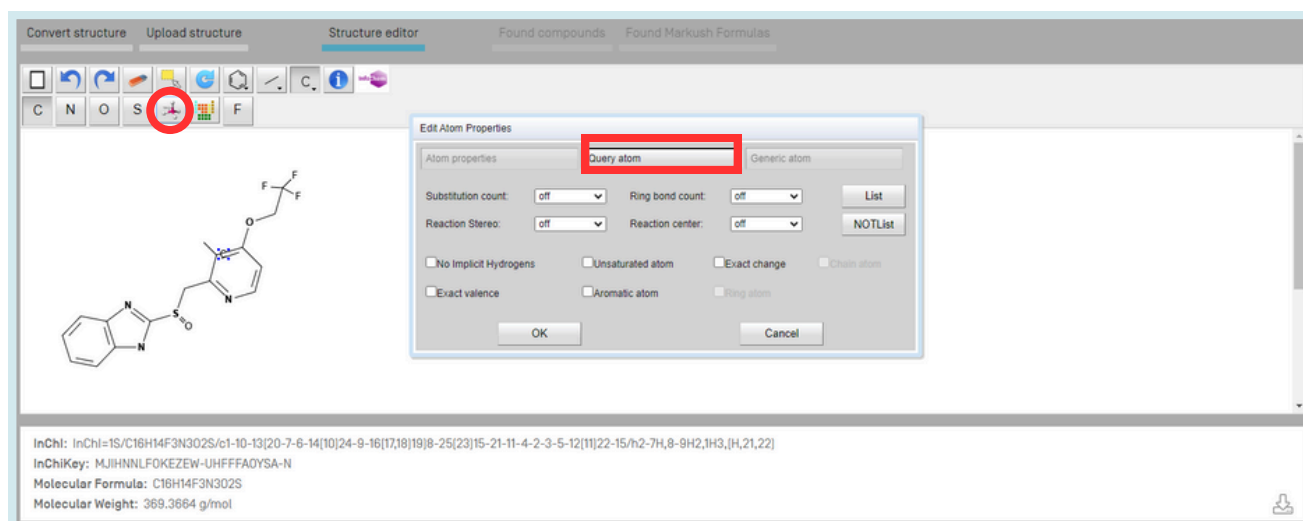 Convert structure Upload structure Structure editor Found compounds Found Markush Formulas
C
C N O S F
Edit Atom Properties
Atom properties Query atom Generic atom
Substitution count: off Ring bond count: off List
Reaction Stereo: off Reaction center: off NOTList
No Implicit Hydrogens Unsaturated atom Exact change Chain atom
Exact valence Aromatic atom Ring atom
OK Cancel
F
F F
O
C
N
N S
O
N
InChI: InChI=1S/C16H14F3N3O2S/c1-10-13(20-7-6-14(10)24-9-16(17,18)19)8-25(23)15-21-11-4-2-3-5-12(11)22-15/h2-7H,8-9H2,1H3,(H,21,22)
InChiKey: MJIHNNLFOKEZEW-UHFFFAOYSA-N
Molecular Formula: C16H14F3N3O2S
Molecular Weight: 369.3664 g/mol